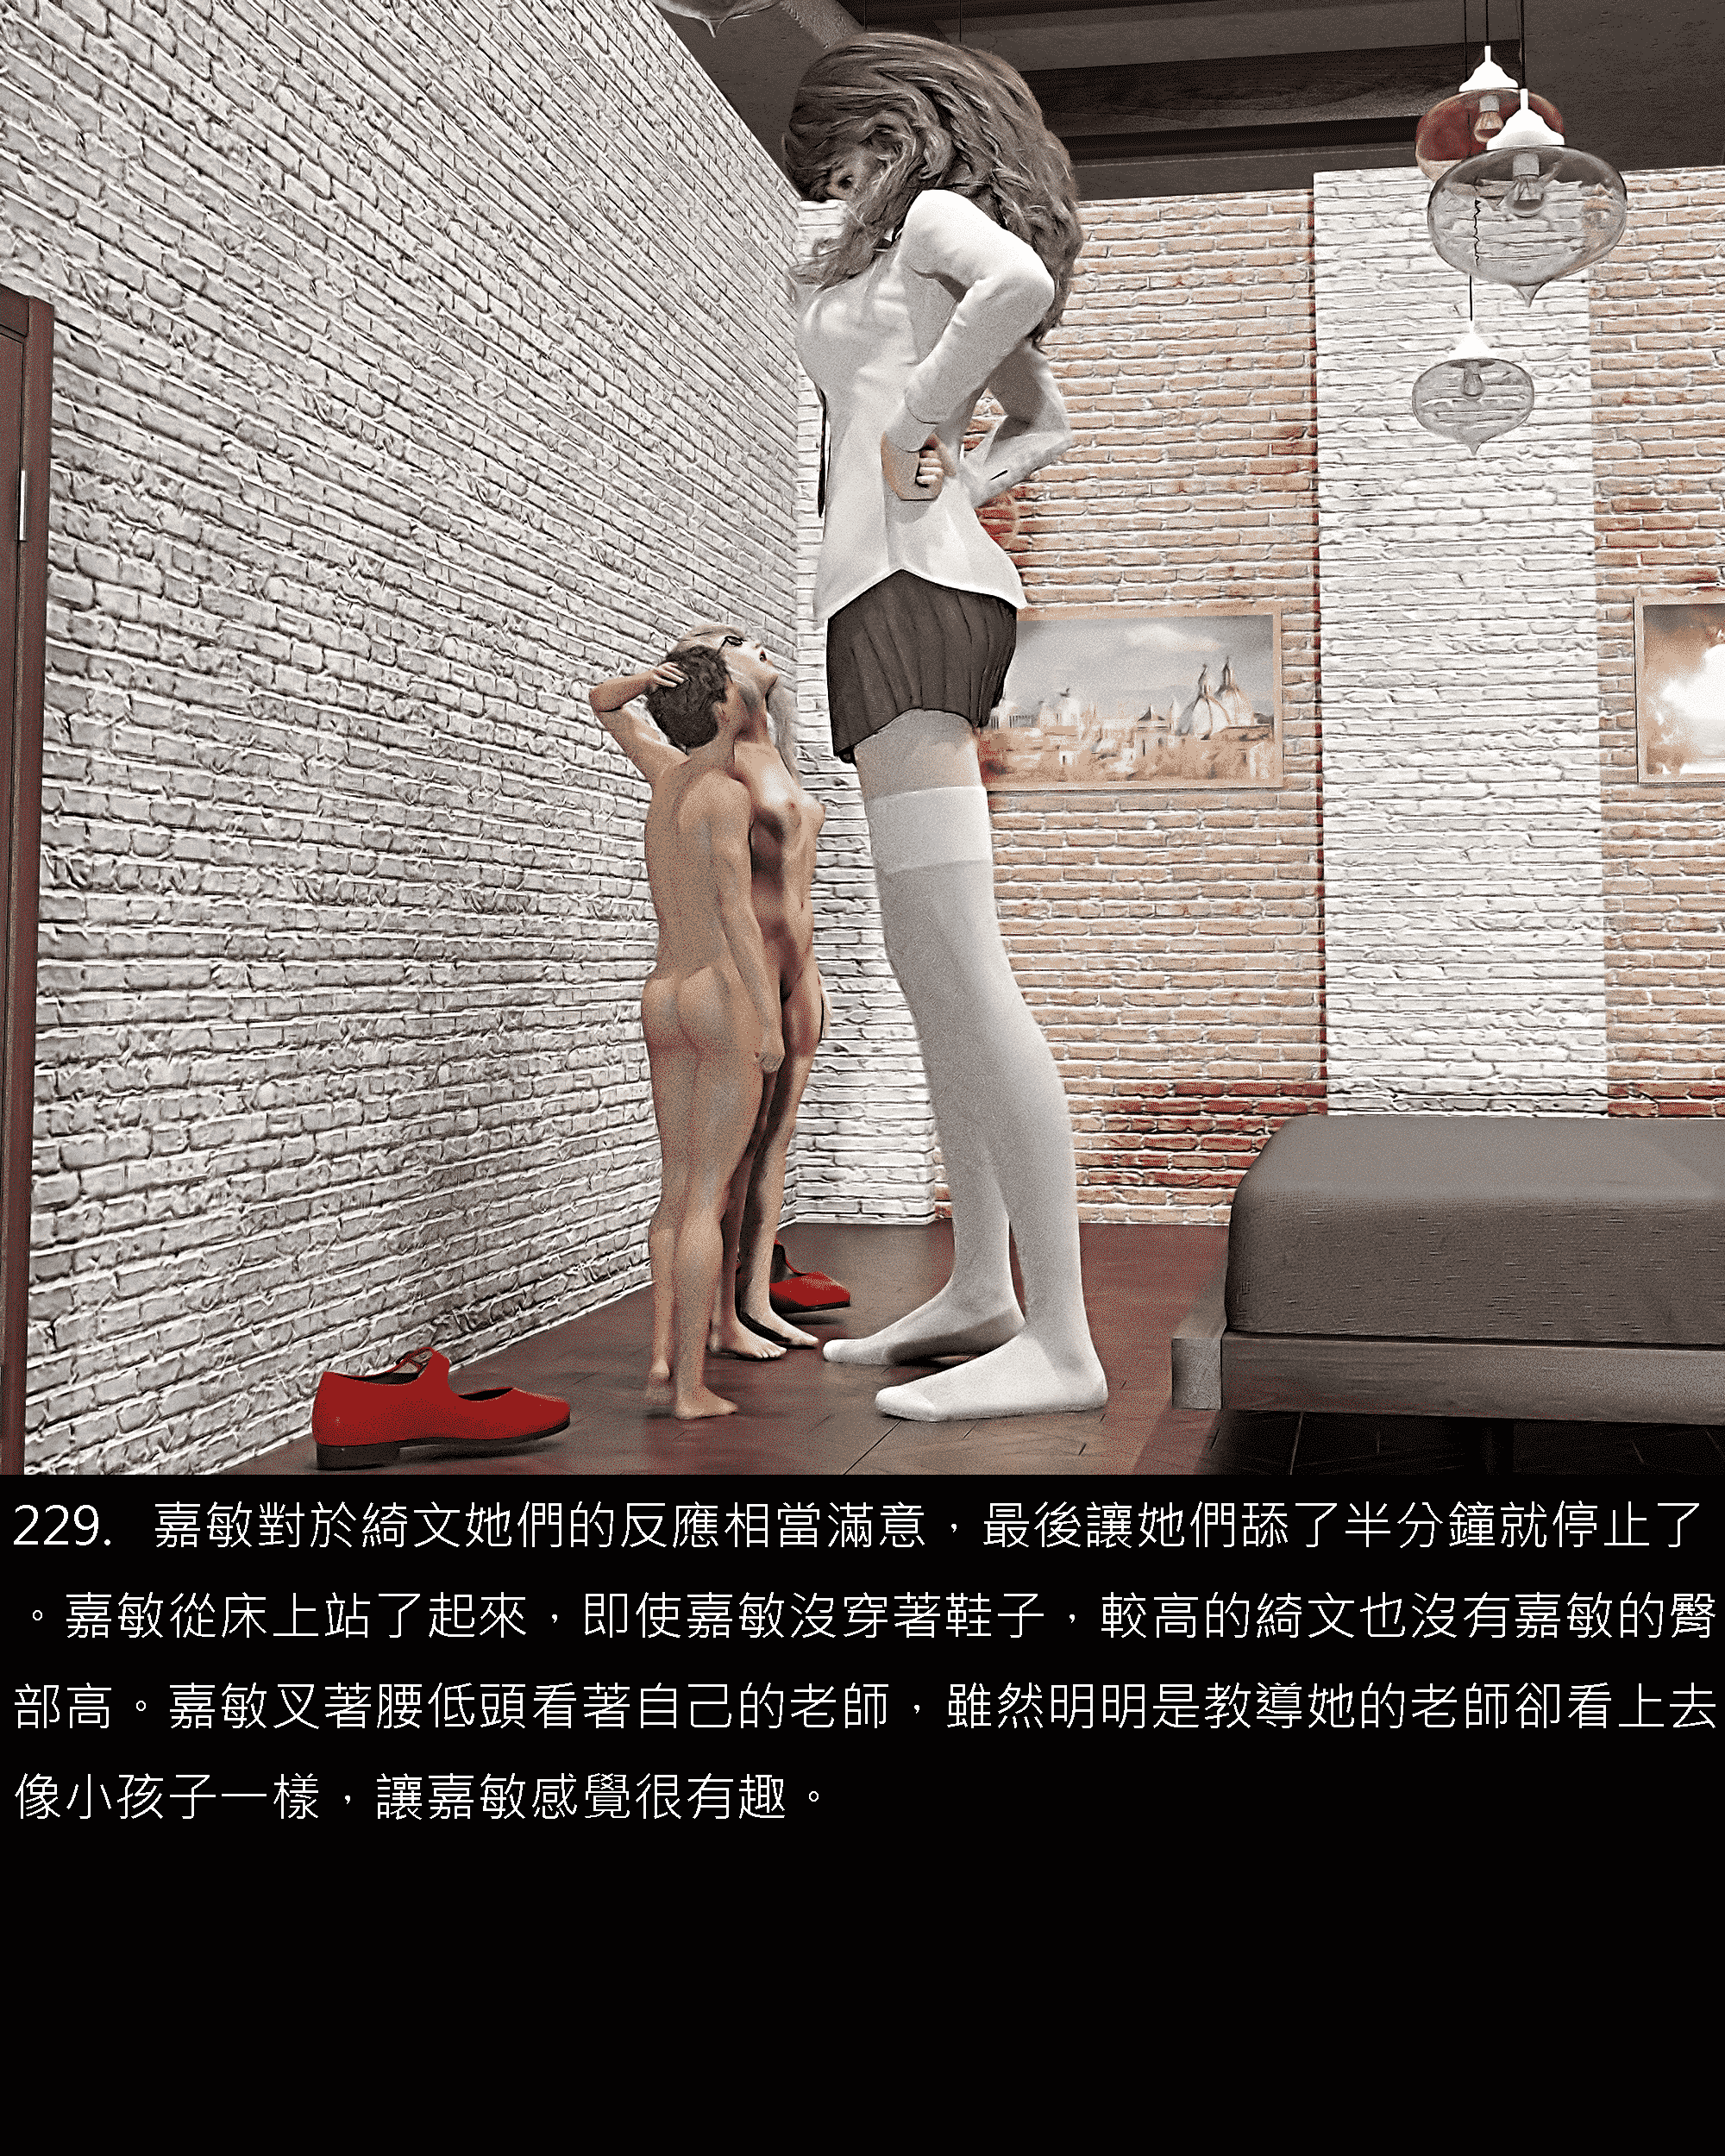 229. 嘉敏對於綺文她們的反應相當滿意，最後讓她們舔了半分鐘就停止了
。嘉敏從床上站了起來，即使嘉敏沒穿著鞋子，較高的綺文也沒有嘉敏的臀
部高。嘉敏叉著腰低頭看著自己的老師，雖然明明是教導她的老師卻看上去
像小孩子一樣，讓嘉敏感覺很有趣。